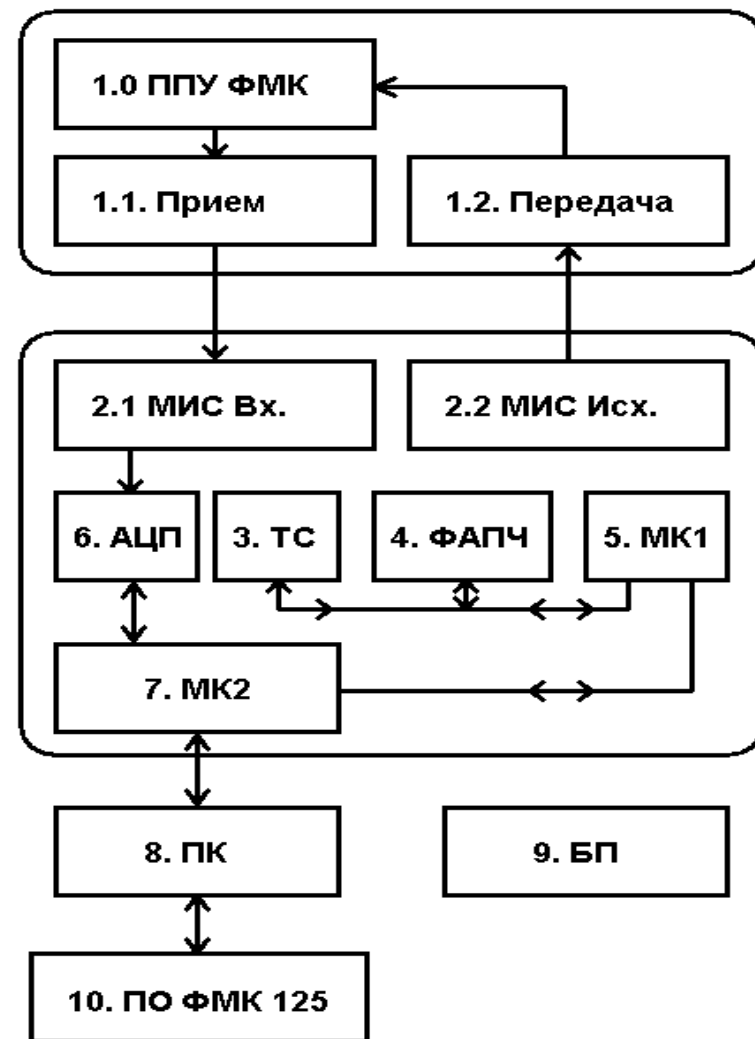 1.0 ППУ ФМК
1.1. Прием
1.2. Передача
2.1 МИС Вх.
2.2 МИС Исх.
6. АЦП
3. ТС
4. ФАПЧ
5. МК1
7. МК2
8. ПК
9. БП
10. ПО ФМК 125